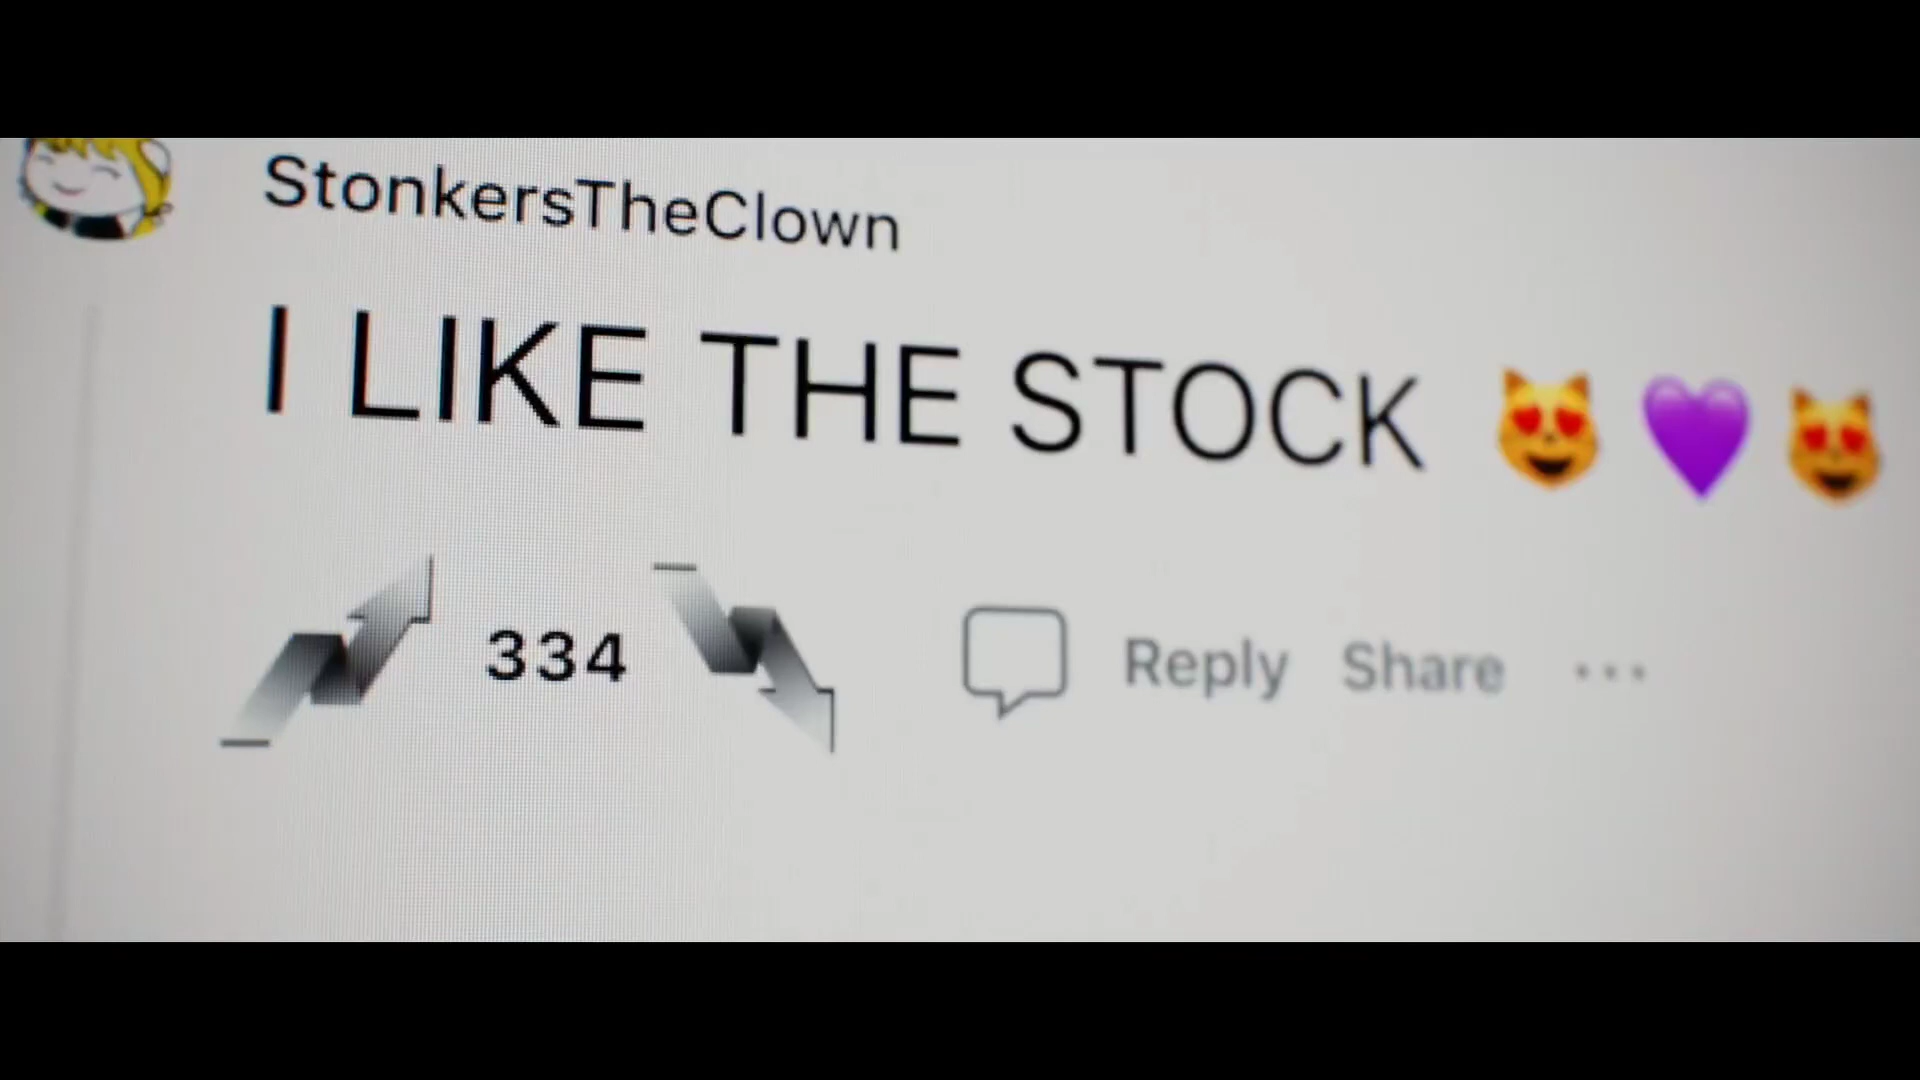 StonkersTheClown
I LIKE THE STOCK 😻 💜 😻
334 Reply Share ...